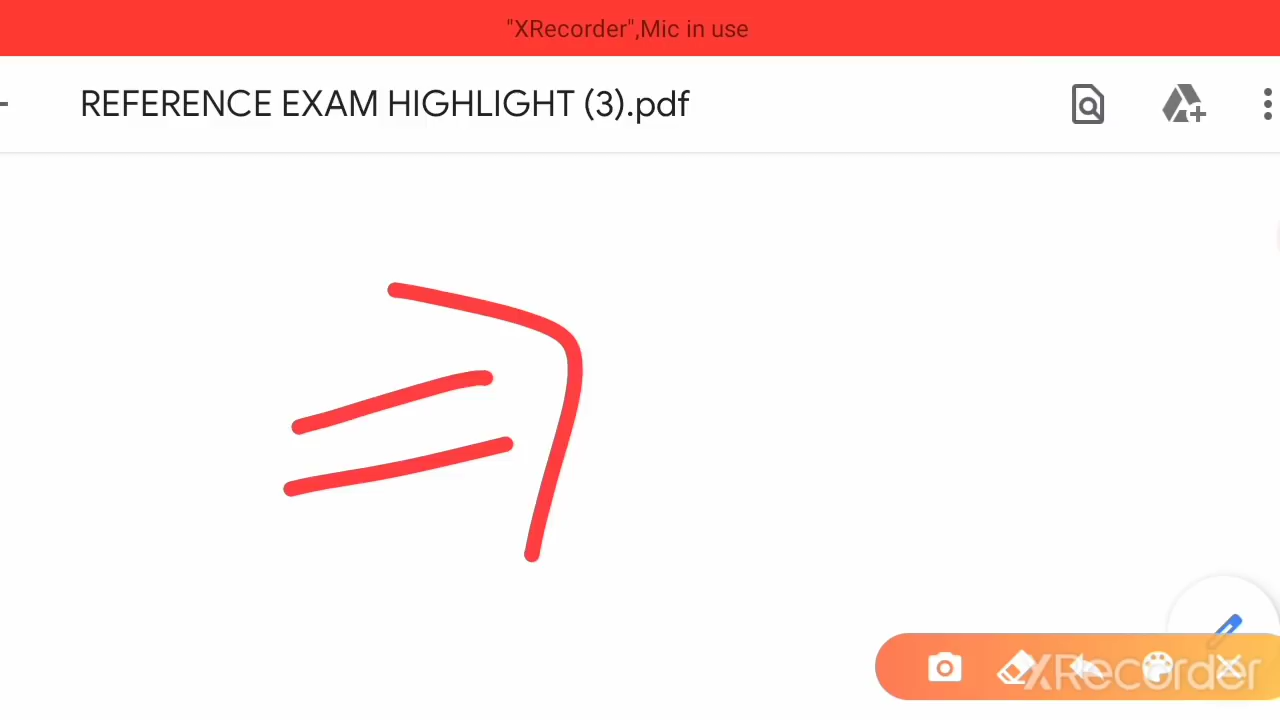 "XRecorder",Mic in use
REFERENCE EXAM HIGHLIGHT (3).pdf
⇒
XRecorder